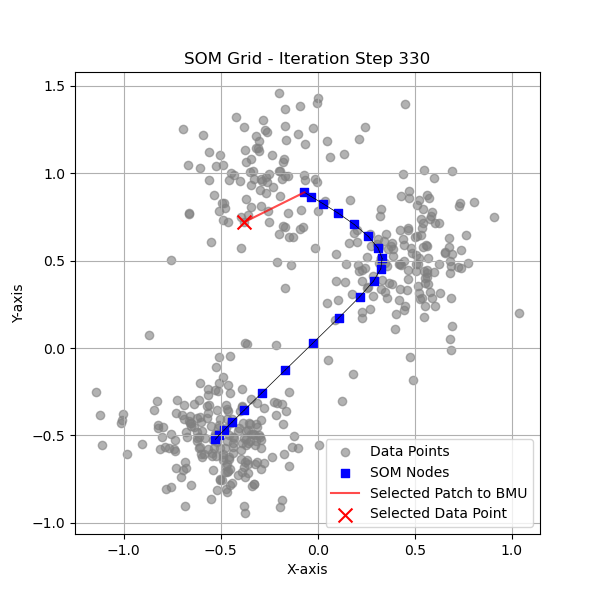 SOM Grid - Iteration Step 330
1.5
1.0
0.5
0.0
−0.5
−1.0
Y-axis
Data Points
SOM Nodes
Selected Patch to BMU
Selected Data Point
−1.0 −0.5 0.0 0.5 1.0
X-axis